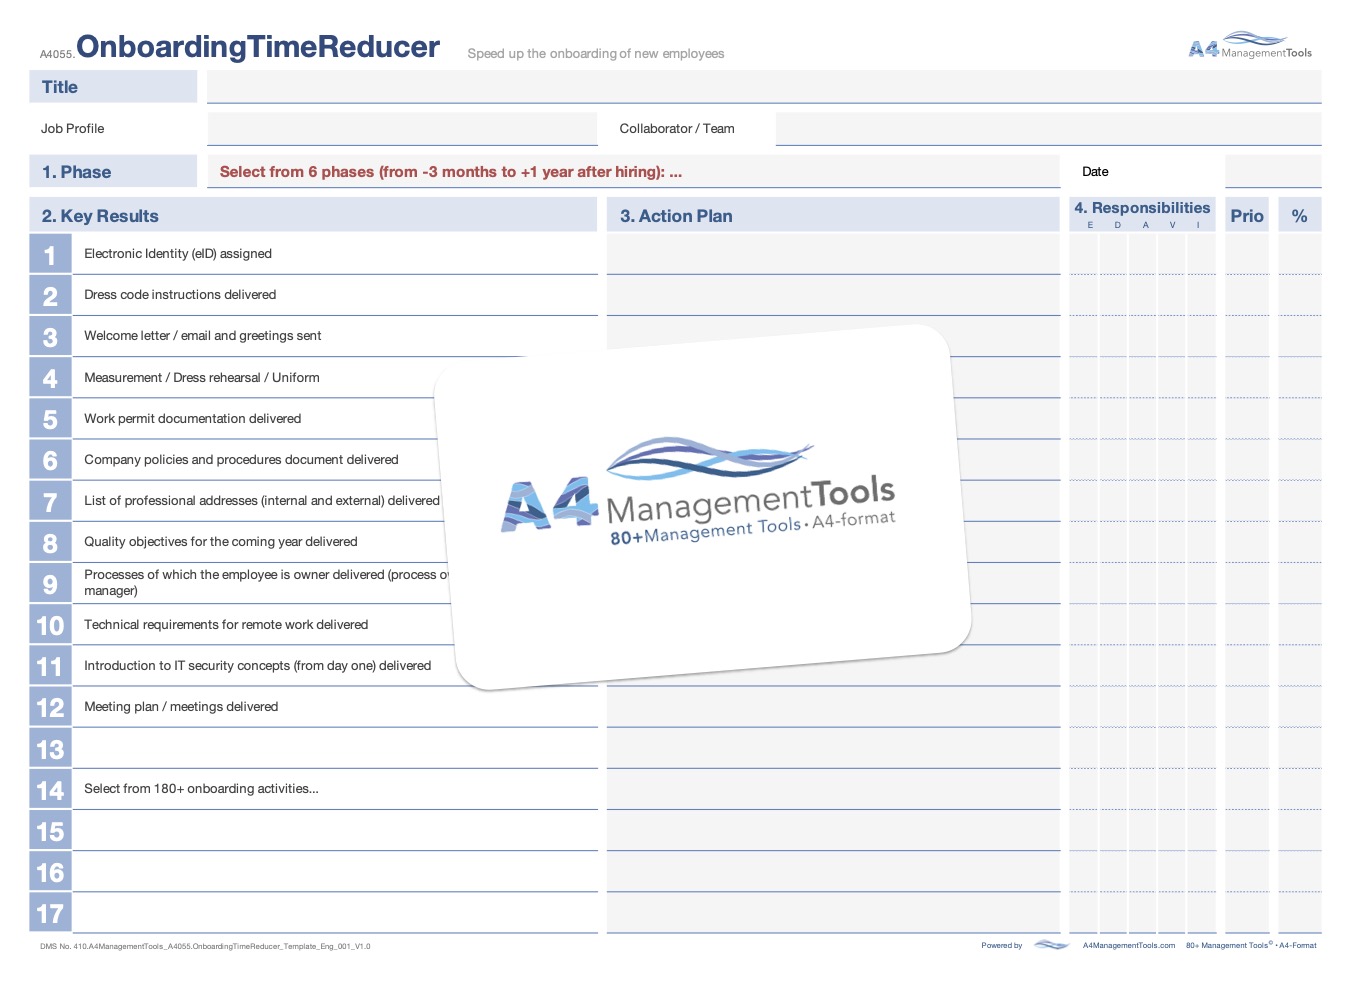 A4055.OnboardingTimeReducer Speed up the onboarding of new employees
A4 ManagementTools
Title
Job Profile Collaborator / Team
1. Phase Select from 6 phases (from -3 months to +1 year after hiring): ... Date
2. Key Results 3. Action Plan 4. Responsibilities Prio %
E D A V I
1 Electronic Identity (eID) assigned
2 Dress code instructions delivered
3 Welcome letter / email and greetings sent
4 Measurement / Dress rehearsal / Uniform
5 Work permit documentation delivered
6 Company policies and procedures document delivered
7 List of professional addresses (internal and external) delivered
8 Quality objectives for the coming year delivered
9 Processes of which the employee is owner delivered (process
manager)
10 Technical requirements for remote work delivered
11 Introduction to IT security concepts (from day one) delivered
12 Meeting plan / meetings delivered
13
14 Select from 180+ onboarding activities...
15
16
17
A4 ManagementTools
80+Management Tools • A4-format
DMS No. 410.A4ManagementTools_A4055.OnboardingTimeReducer_Template_Eng_001_V1.0
Powered by A4ManagementTools.com 80+ Management Tools© • A4-Format